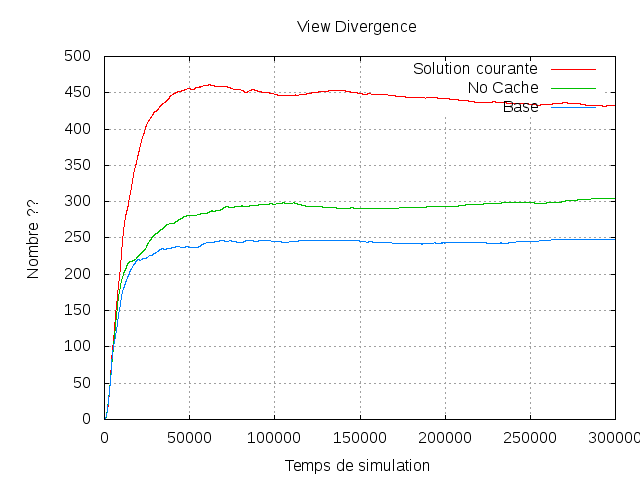 View Divergence
500
450
400
350
300
250
200
150
100
50
0
Nombre ??
Solution courante
No Cache
Base
0 50000 100000 150000 200000 250000 300000
Temps de simulation